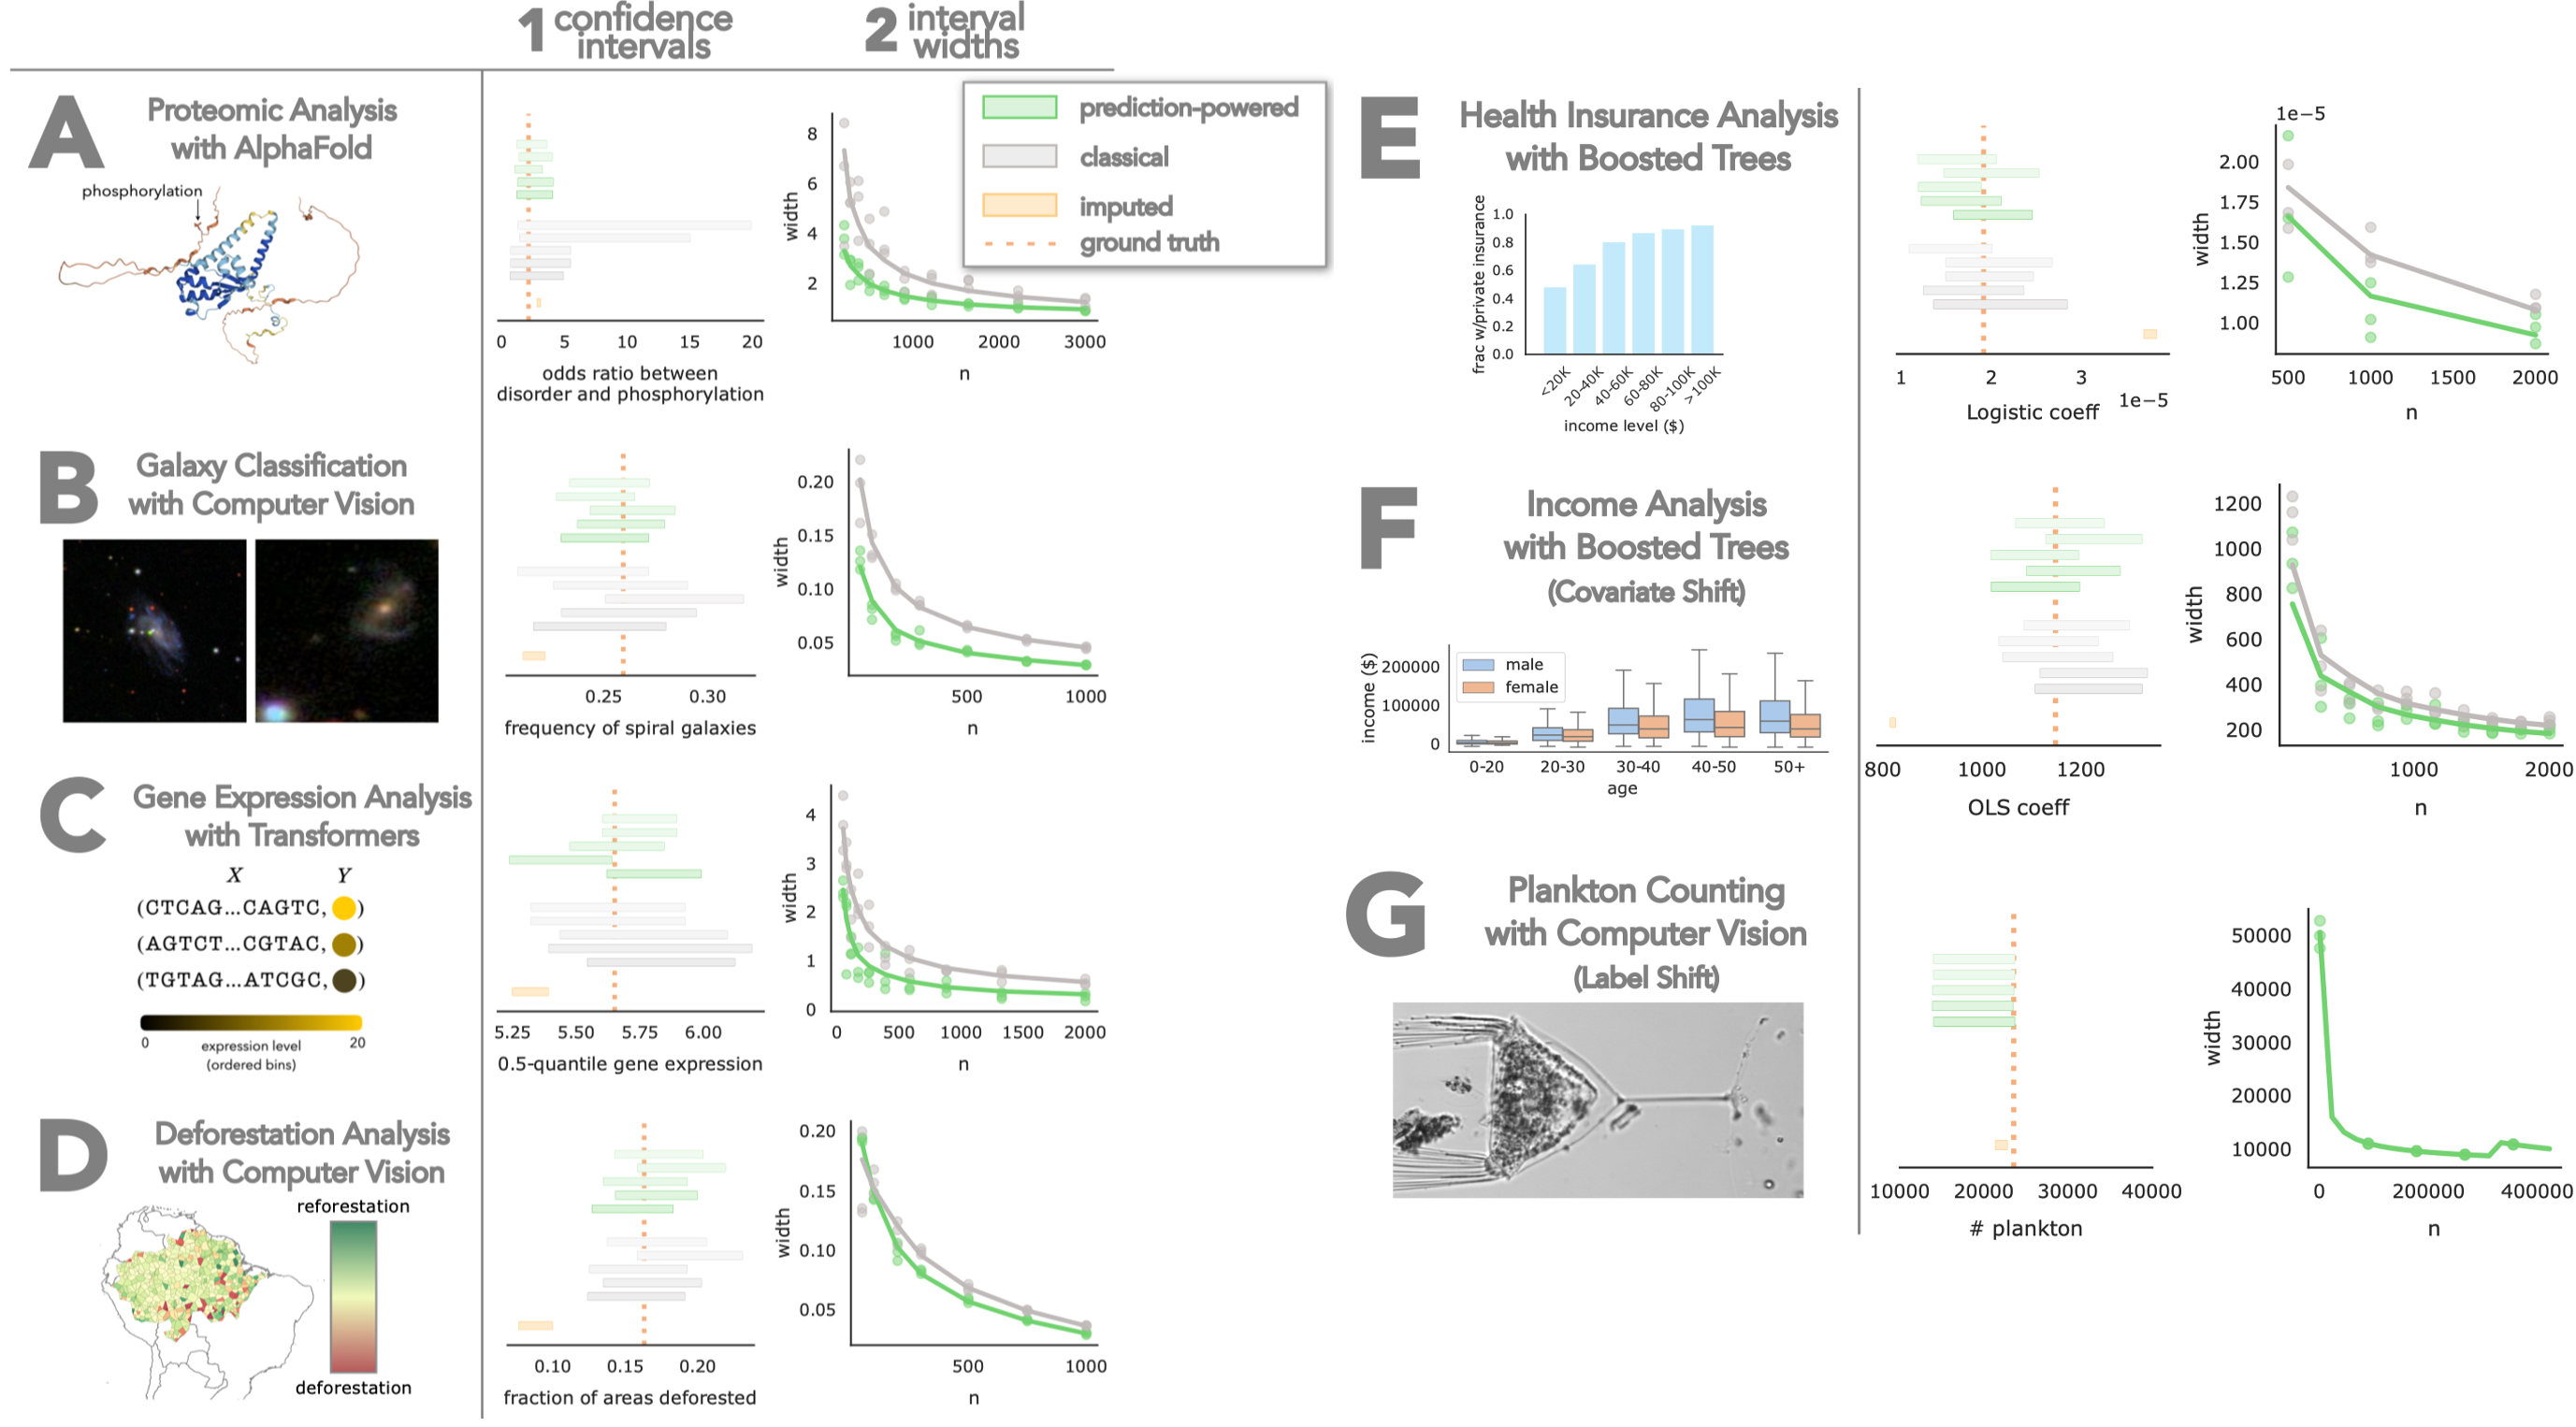 1 confidence
intervals
2 interval
widths
prediction-powered
classical
imputed
ground truth
A
Proteomic Analysis
with AlphaFold
phosphorylation
0 5 10 15 20
odds ratio between
disorder and phosphorylation
8
6
4
2
width
1000 2000 3000
n
B
Galaxy Classification
with Computer Vision
0.25 0.30
frequency of spiral galaxies
0.20
0.15
0.10
0.05
width
500 1000
n
C
Gene Expression Analysis
with Transformers
X Y
(CTCAG...CAGTC, )
(AGTCT...CGTAC, )
(TGTAG...ATCGC, )
0 20
expression level
(ordered bins)
5.25 5.50 5.75 6.00
0.5-quantile gene expression
4
3
2
1
0
width
0 500 1000 1500 2000
n
D
Deforestation Analysis
with Computer Vision
reforestation
deforestation
0.10 0.15 0.20
fraction of areas deforested
0.20
0.15
0.10
0.05
width
500 1000
n
E
Health Insurance Analysis
with Boosted Trees
frac w/private insurance
1.0
0.8
0.6
0.4
0.2
0.0
<20K 20-40K 40-60K 60-80K 80-100K >100K
income level ($)
1 2 3
1e−5
Logistic coeff
1e−5
2.00
1.75
1.50
1.25
1.00
width
500 1000 1500 2000
n
F
Income Analysis
with Boosted Trees
(Covariate Shift)
income ($)
200000
100000
0
male
female
0-20 20-30 30-40 40-50 50+
age
800 1000 1200
OLS coeff
1200
1000
800
600
400
200
width
1000 2000
n
G
Plankton Counting
with Computer Vision
(Label Shift)
10000 20000 30000 40000
# plankton
50000
40000
30000
20000
10000
width
0 200000 400000
n